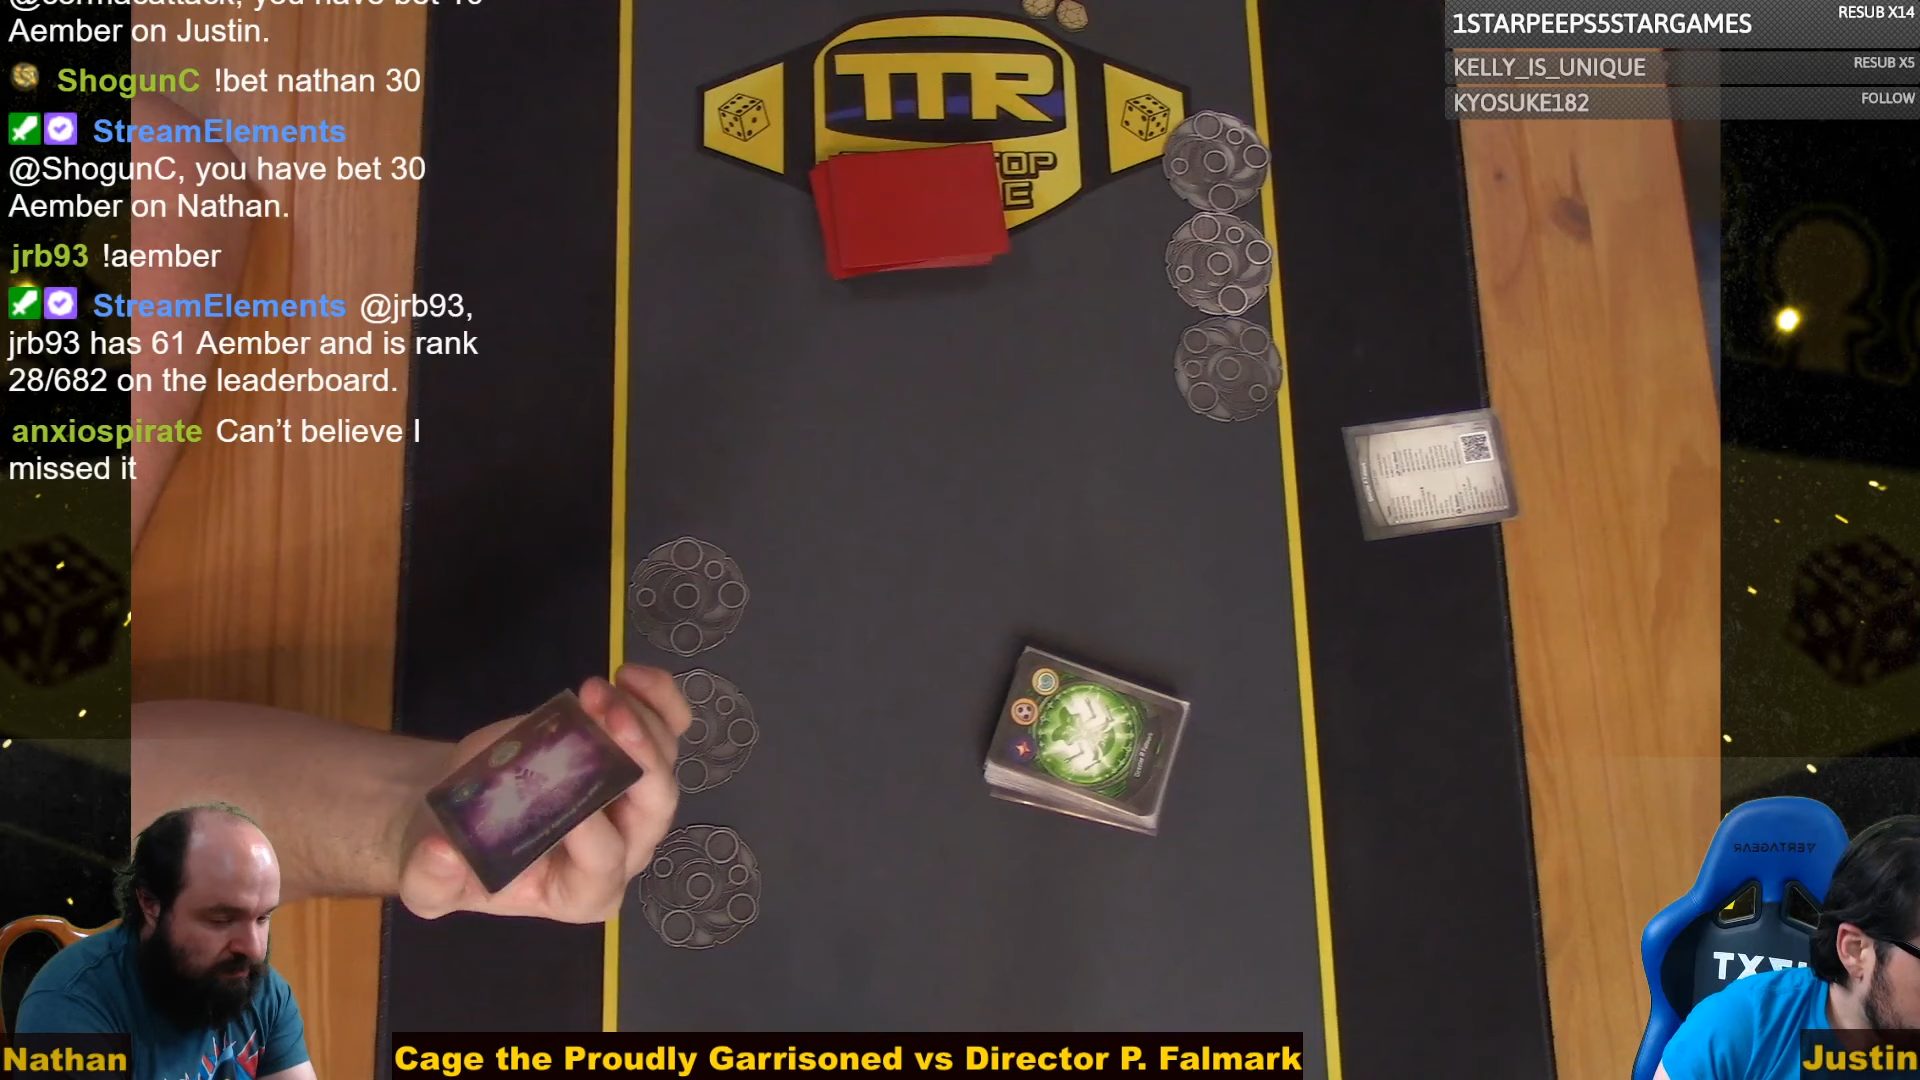 Aember on Justin.
ShogunC !bet nathan 30
StreamElements
@ShogunC, you have bet 30
Aember on Nathan.
jrb93 !aember
StreamElements @jrb93,
jrb93 has 61 Aember and is rank
28/682 on the leaderboard.
anxiospirate Can't believe I
missed it
1STARPEEPS5STARGAMES RESUB X14
KELLY_IS_UNIQUE RESUB X5
KYOSUKE182 FOLLOW
TTR
VERTAGEAR
Nathan
Cage the Proudly Garrisoned vs Director P. Falmark
Justin